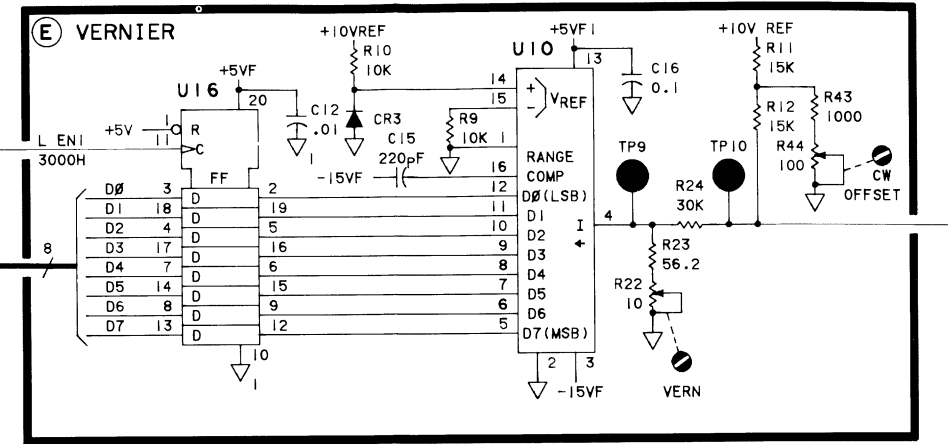 E VERNIER
+10VREF
R10
10K
+5VF
U16
20
C12
.01
1
CR3
C15
220pF
-15VF
+5V
1
R
11
C
L EN1
3000H
FF
8
DØ 3 D 2
D1 18 D 19
D2 4 D 5
D3 17 D 16
D4 7 D 6
D5 14 D 15
D6 8 D 9
D7 13 D 12
10
1
R9
10K
U10
+5VF1
13
C16
0.1
14 +
15 -
VREF
1
RANGE
16 COMP
12 DØ(LSB)
11 D1
10 D2
9 D3
8 D4
7 D5
6 D6
5 D7(MSB)
I
4
2
3
-15VF
TP9
TP10
R24
30K
R23
56.2
R22
10
VERN
+10V REF
R11
15K
R12
15K
R43
1000
R44
100
CW
OFFSET